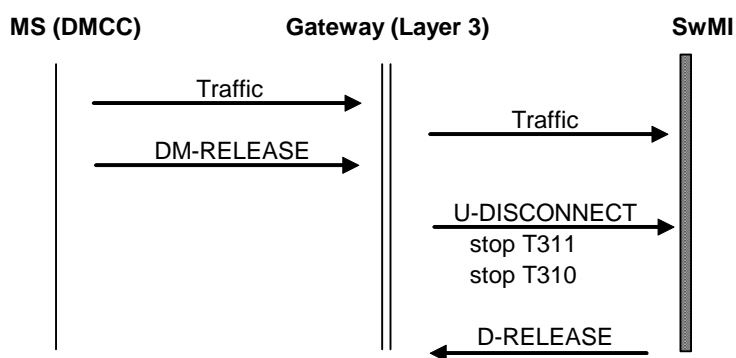 MS (DMCC) Gateway (Layer 3) SwMI
Traffic
Traffic
DM-RELEASE
U-DISCONNECT
stop T311
stop T310
D-RELEASE